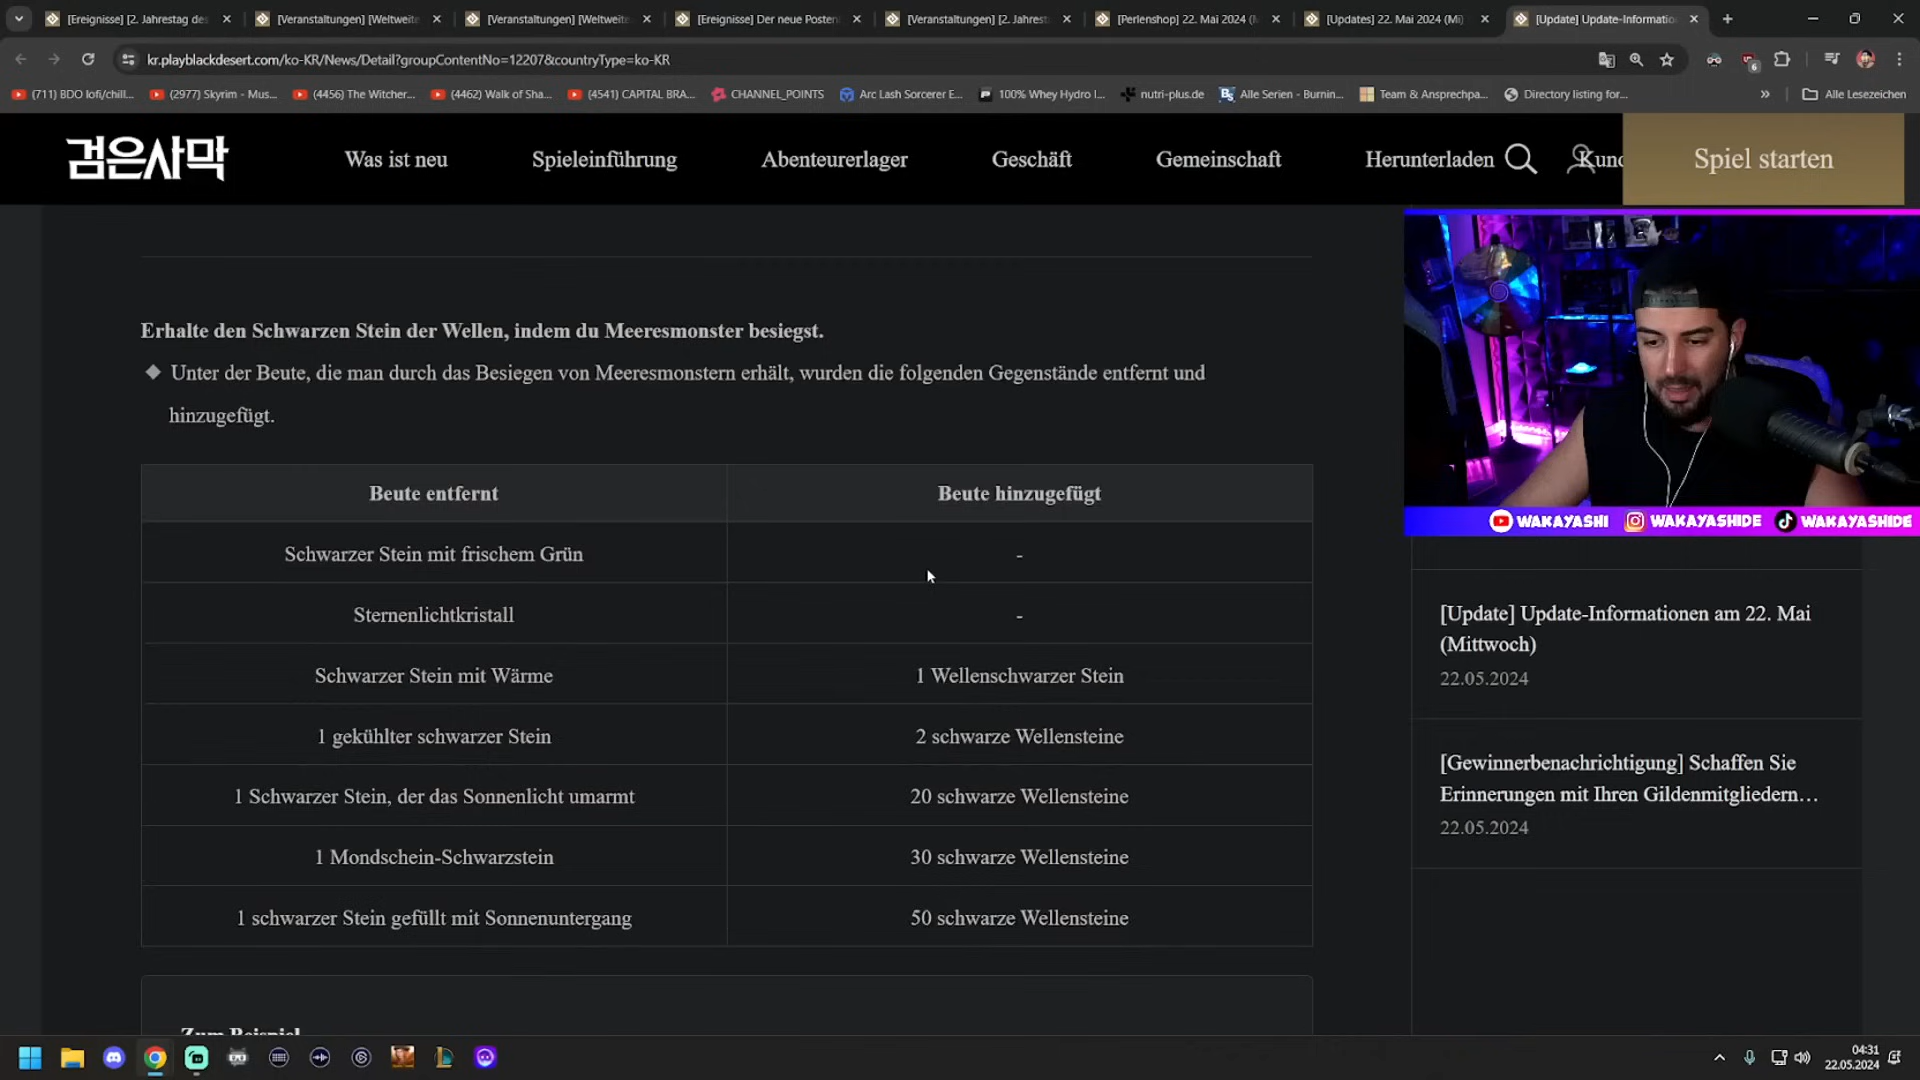 [Ereignisse] [2. Jahrestag des
[Veranstaltungen] [Weltweite
[Veranstaltungen] [Weltweite
[Ereignisse] Der neue Posten
[Veranstaltungen] [2. Jahrest
[Perlenshop] 22. Mai 2024 (
[Updates] 22. Mai 2024 (Mi)
[Update] Update-Informatio
kr.playblackdesert.com/ko-KR/News/Detail?groupContentNo=12207&countryType=ko-KR
6
(711) BDO lofi/chill...
(2977) Skyrim - Mus...
(4456) The Witcher...
(4462) Walk of Sha...
(4541) CAPITAL BRA...
CHANNEL_POINTS
Arc Lash Sorcerer E...
100% Whey Hydro I...
nutri-plus.de
Bs Alle Serien - Burnin...
Team & Ansprechpa...
Directory listing for...
»
Alle Lesezeichen
검은사막
Was ist neu
Spieleinführung
Abenteurerlager
Geschäft
Gemeinschaft
Herunterladen
Kund
Spiel starten
Erhalte den Schwarzen Stein der Wellen, indem du Meeresmonster besiegst.
◆ Unter der Beute, die man durch das Besiegen von Meeresmonstern erhält, wurden die folgenden Gegenstände entfernt und
hinzugefügt.
Beute entfernt Beute hinzugefügt
Schwarzer Stein mit frischem Grün -
Sternenlichtkristall -
Schwarzer Stein mit Wärme 1 Wellenschwarzer Stein
1 gekühlter schwarzer Stein 2 schwarze Wellensteine
1 Schwarzer Stein, der das Sonnenlicht umarmt 20 schwarze Wellensteine
1 Mondschein-Schwarzstein 30 schwarze Wellensteine
1 schwarzer Stein gefüllt mit Sonnenuntergang 50 schwarze Wellensteine
Zum Beispiel
WAKAYASHI WAKAYASHIDE WAKAYASHIDE
[Update] Update-Informationen am 22. Mai
(Mittwoch)
22.05.2024
[Gewinnerbenachrichtigung] Schaffen Sie
Erinnerungen mit Ihren Gildenmitgliedern…
22.05.2024
04:31
22.05.2024